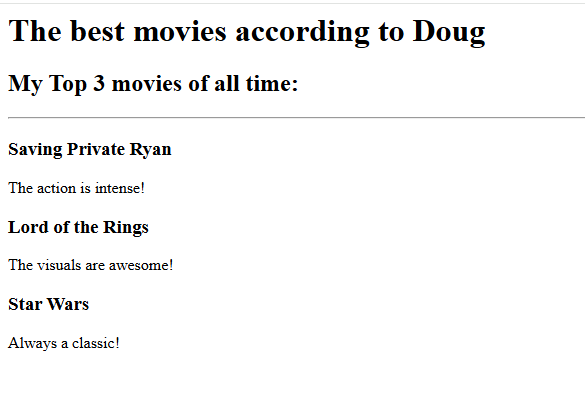 The best movies according to Doug
My Top 3 movies of all time:
Saving Private Ryan
The action is intense!
Lord of the Rings
The visuals are awesome!
Star Wars
Always a classic!